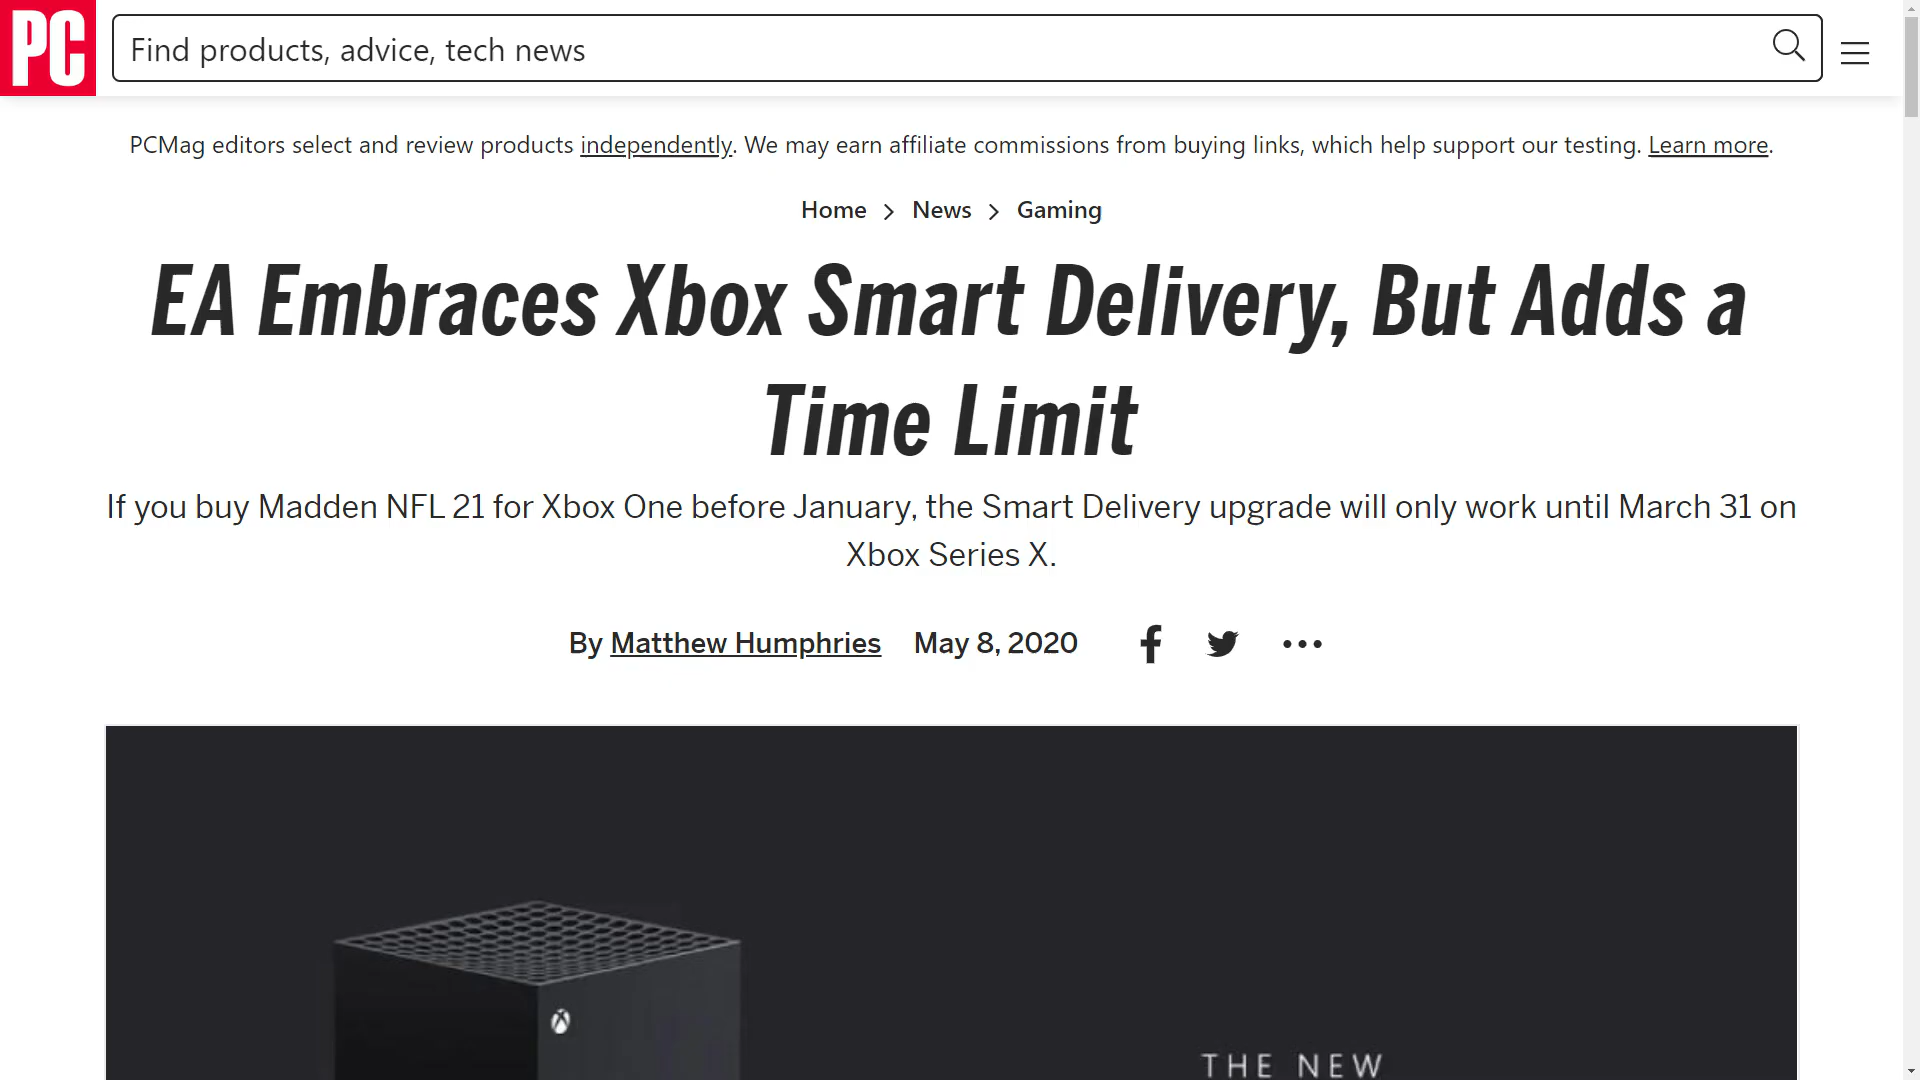 PC
Find products, advice, tech news
PCMag editors select and review products independently. We may earn affiliate commissions from buying links, which help support our testing. Learn more.
Home > News > Gaming
EA Embraces Xbox Smart Delivery, But Adds a
Time Limit
If you buy Madden NFL 21 for Xbox One before January, the Smart Delivery upgrade will only work until March 31 on
Xbox Series X.
By Matthew Humphries May 8, 2020
THE NEW